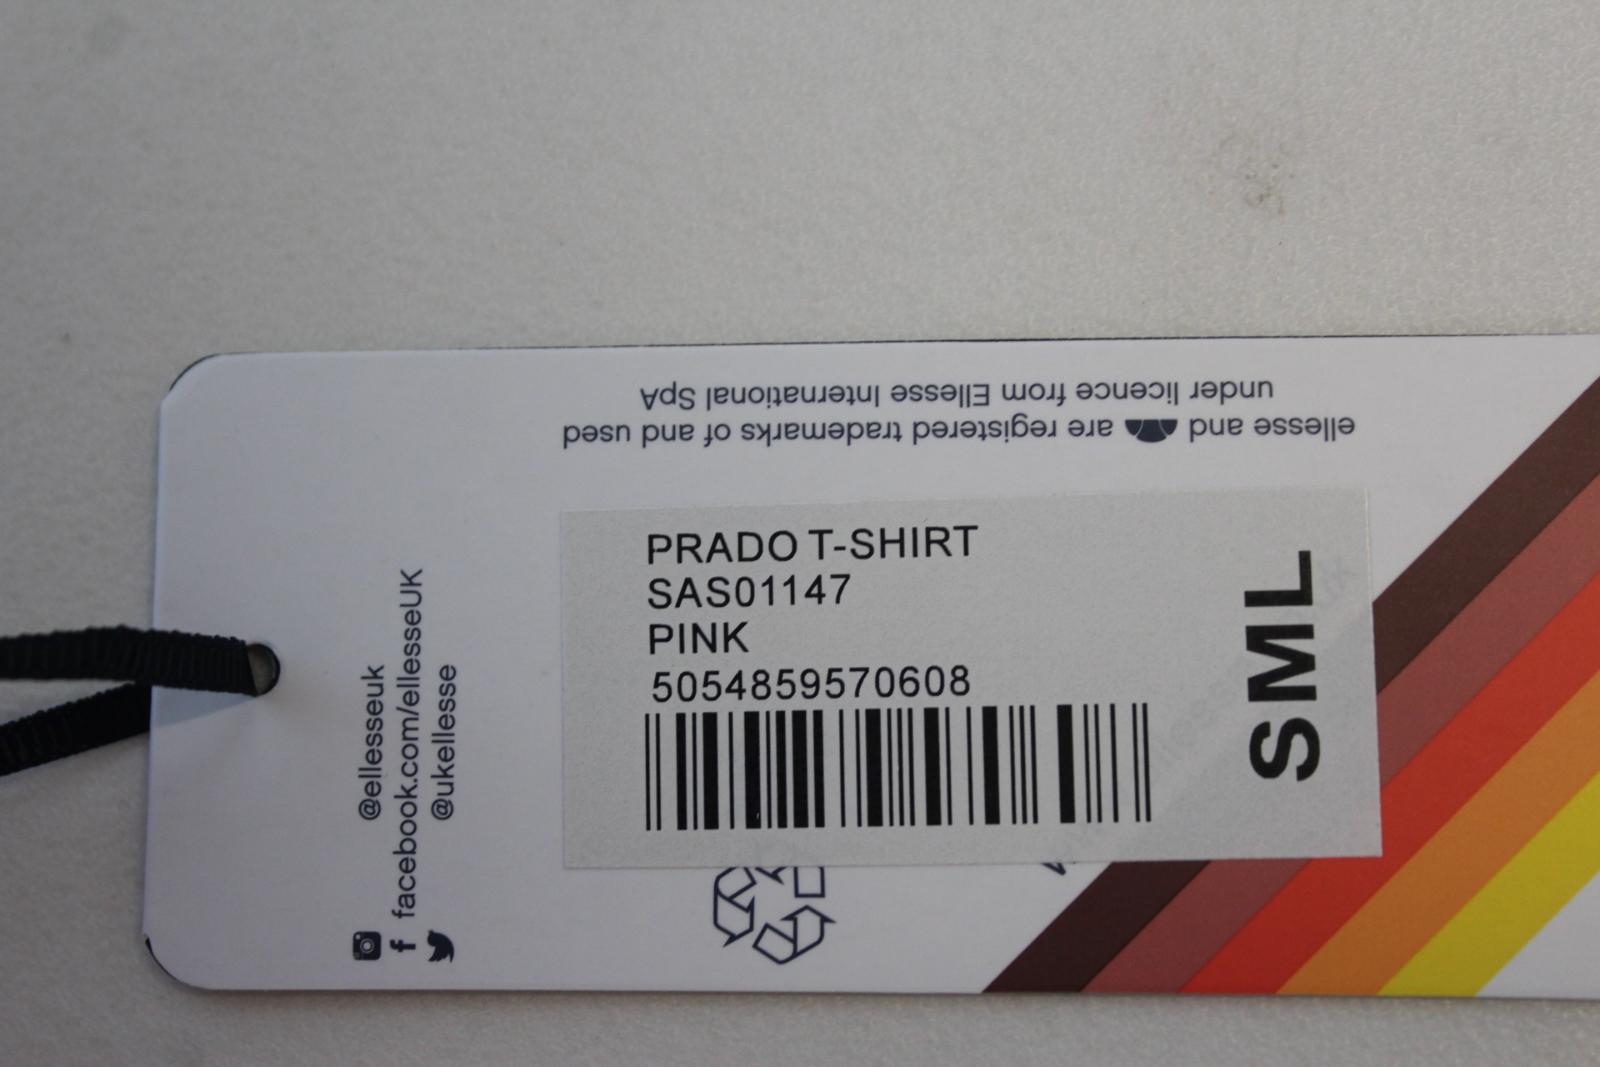 ellesse and are registered trademarks of and used
under licence from Ellesse International SpA
PRADO T-SHIRT
SAS01147
PINK
5054859570608
SML
@ellesseuk
facebook.com/ellesseUK
@ukellesse